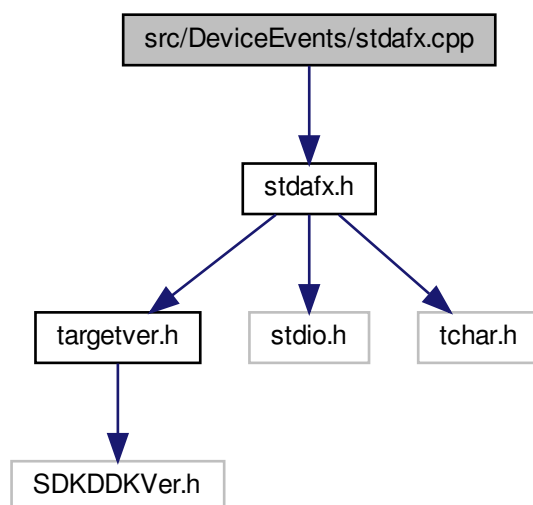 src/DeviceEvents/stdafx.cpp
stdafx.h
targetver.h
stdio.h
tchar.h
SDKDDKVer.h